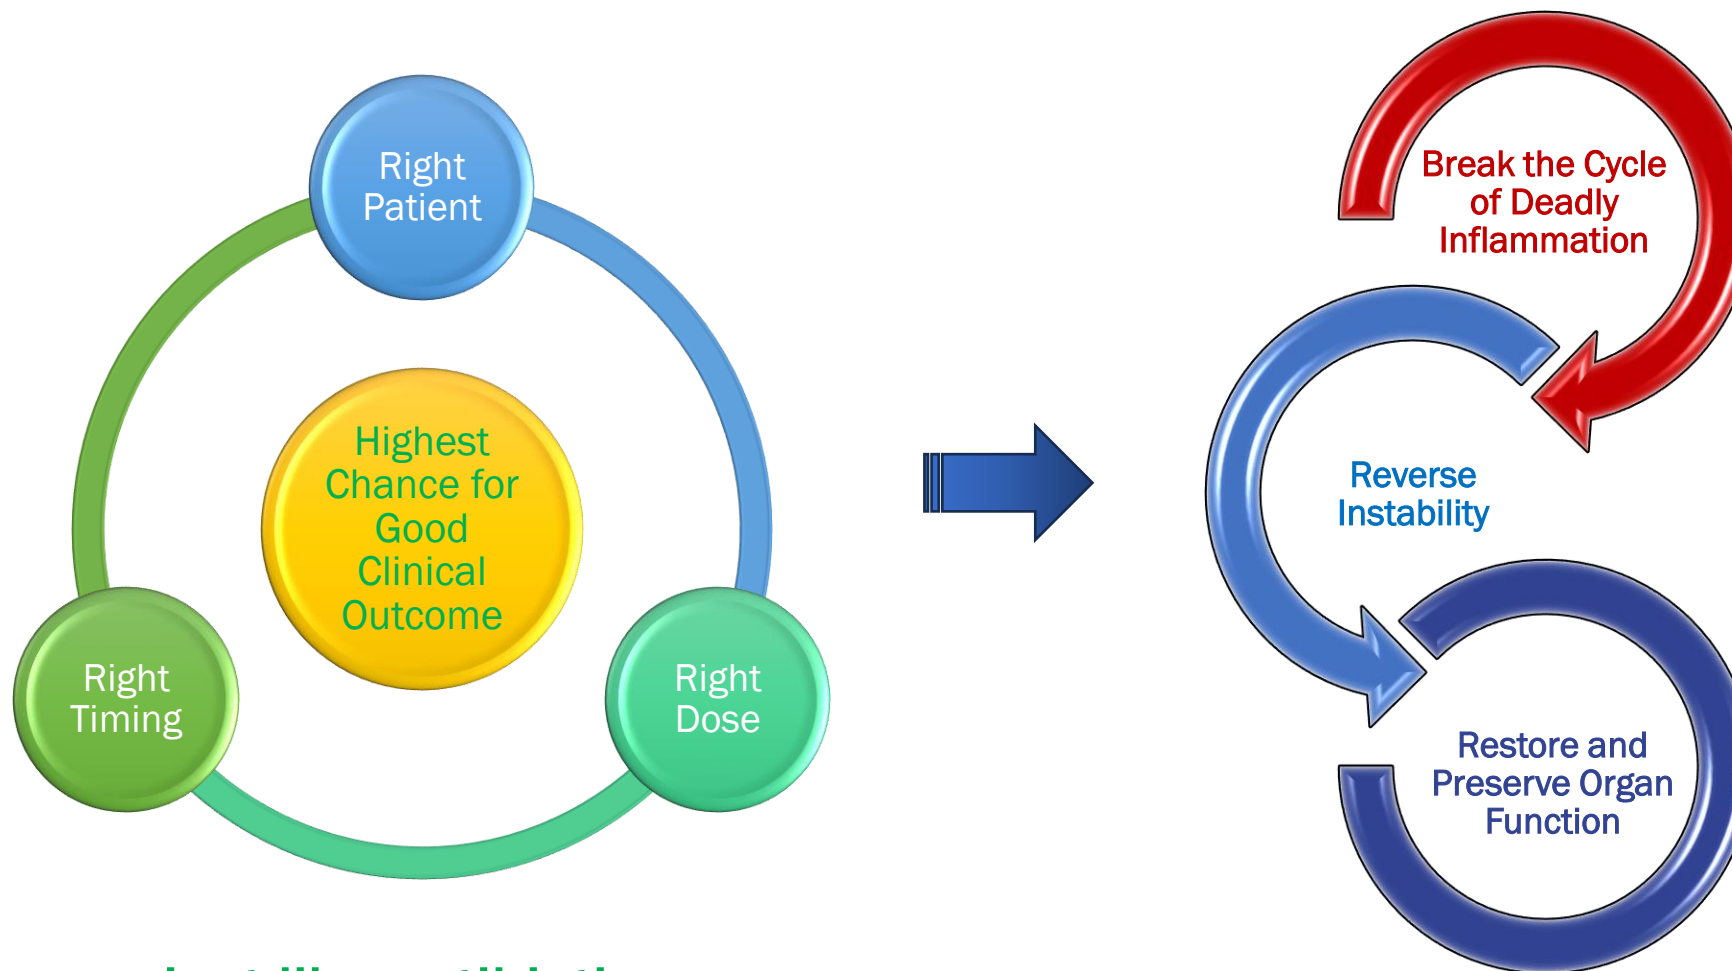 Right
Patient
Highest
Chance for
Good
Clinical
Outcome
Right
Timing
Right
Dose
Break the Cycle
of Deadly
Inflammation
Reverse
Instability
Restore and
Preserve Organ
Function